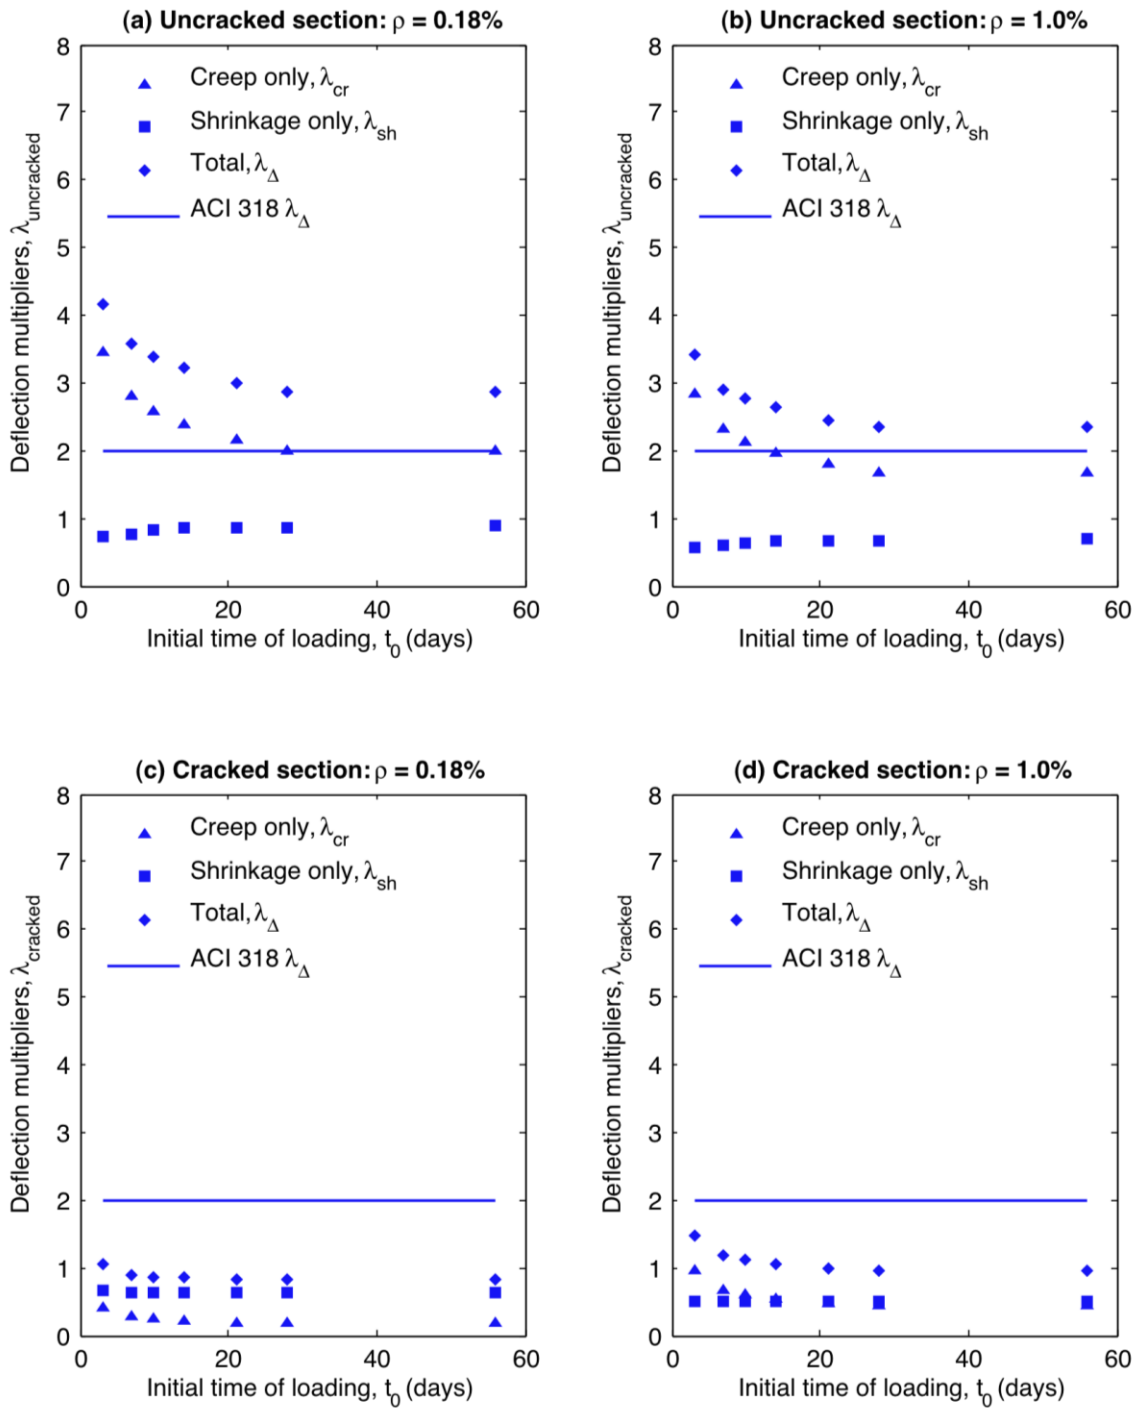 (a) Uncracked section: ρ = 0.18%
8
7
6
5
4
3
2
1
0
Deflection multipliers, λuncracked
Creep only, λcr
Shrinkage only, λsh
Total, λΔ
ACI 318 λΔ
0 20 40 60
Initial time of loading, t0 (days)
(b) Uncracked section: ρ = 1.0%
8
7
6
5
4
3
2
1
0
Deflection multipliers, λuncracked
Creep only, λcr
Shrinkage only, λsh
Total, λΔ
ACI 318 λΔ
0 20 40 60
Initial time of loading, t0 (days)
(c) Cracked section: ρ = 0.18%
8
7
6
5
4
3
2
1
0
Deflection multipliers, λcracked
Creep only, λcr
Shrinkage only, λsh
Total, λΔ
ACI 318 λΔ
0 20 40 60
Initial time of loading, t0 (days)
(d) Cracked section: ρ = 1.0%
8
7
6
5
4
3
2
1
0
Deflection multipliers, λcracked
Creep only, λcr
Shrinkage only, λsh
Total, λΔ
ACI 318 λΔ
0 20 40 60
Initial time of loading, t0 (days)